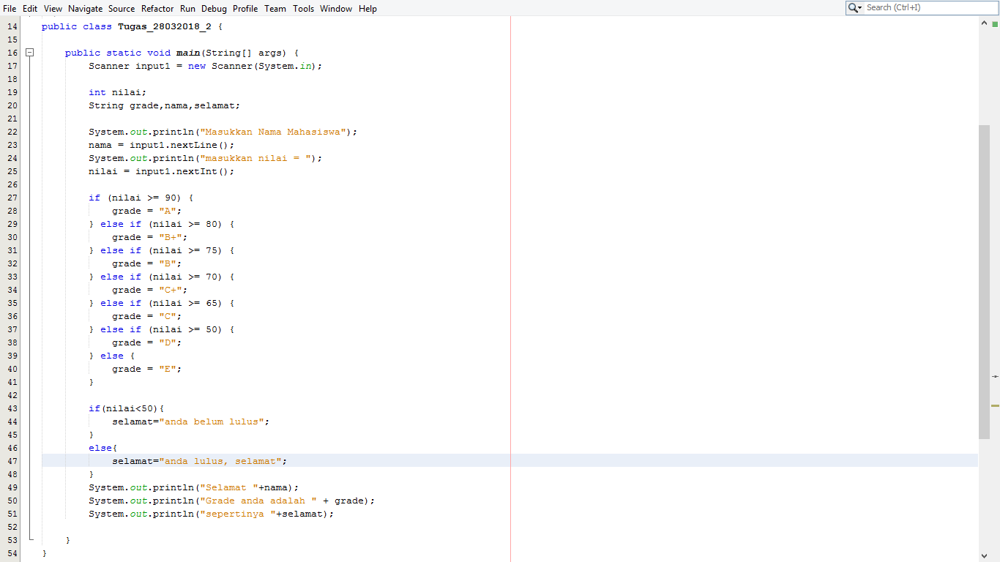 File Edit View Navigate Source Refactor Run Debug Profile Team Tools Window Help Search (Ctrl+I)
14 public class Tugas_28032018_2 {
15
16 public static void main(String[] args) {
17 Scanner input1 = new Scanner(System.in);
18
19 int nilai;
20 String grade,nama,selamat;
21
22 System.out.println("Masukkan Nama Mahasiswa");
23 nama = input1.nextLine();
24 System.out.println("masukkan nilai = ");
25 nilai = input1.nextInt();
26
27 if (nilai >= 90) {
28 grade = "A";
29 } else if (nilai >= 80) {
30 grade = "B+";
31 } else if (nilai >= 75) {
32 grade = "B";
33 } else if (nilai >= 70) {
34 grade = "C+";
35 } else if (nilai >= 65) {
36 grade = "C";
37 } else if (nilai >= 50) {
38 grade = "D";
39 } else {
40 grade = "E";
41 }
42
43 if(nilai<50){
44 selamat="anda belum lulus";
45 }
46 else{
47 selamat="anda lulus, selamat";
48 }
49 System.out.println("Selamat "+nama);
50 System.out.println("Grade anda adalah " + grade);
51 System.out.println("sepertinya "+selamat);
52
53 }
54 }